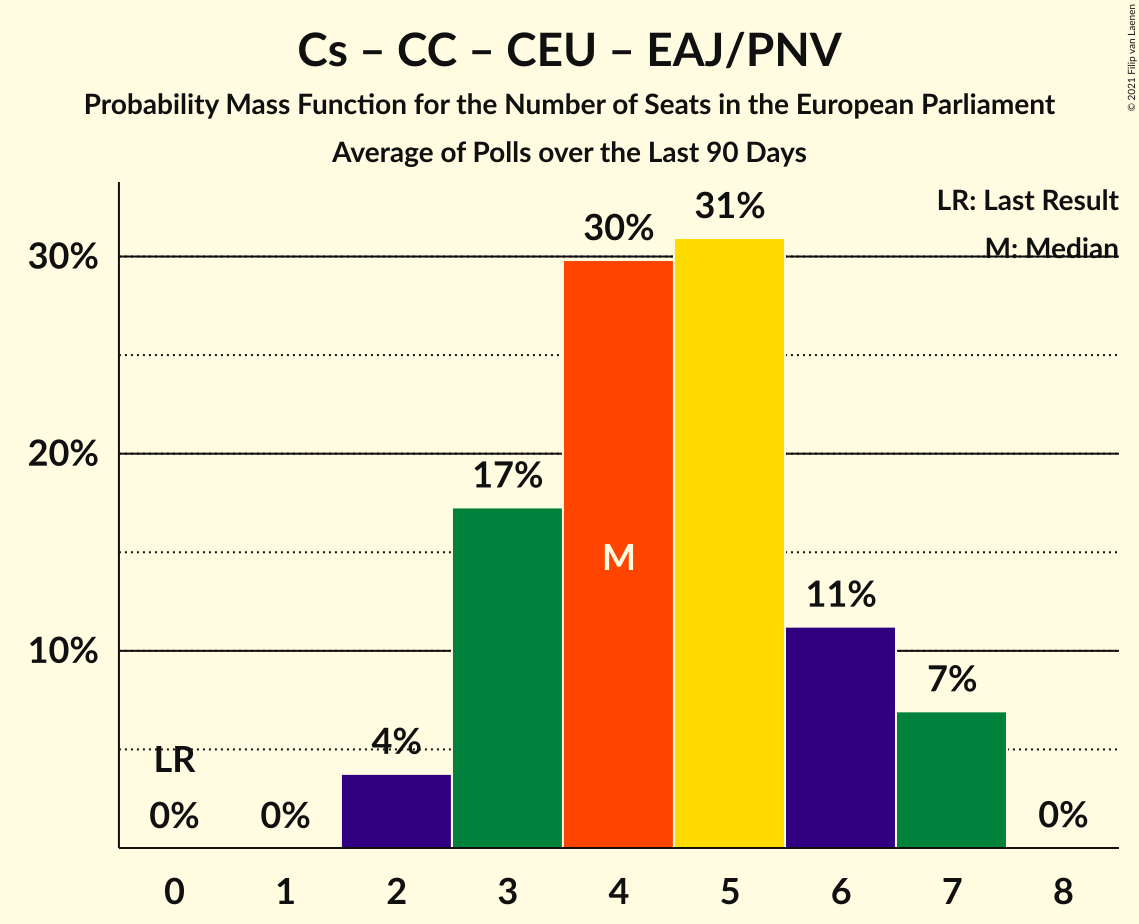 Cs – CC – CEU – EAJ/PNV
Probability Mass Function for the Number of Seats in the European Parliament
Average of Polls over the Last 90 Days
© 2021 Filip van Laenen
LR: Last Result
M: Median
30%
20%
10%
LR
0%
0%
4%
17%
30%
M
31%
11%
7%
0%
0 1 2 3 4 5 6 7 8